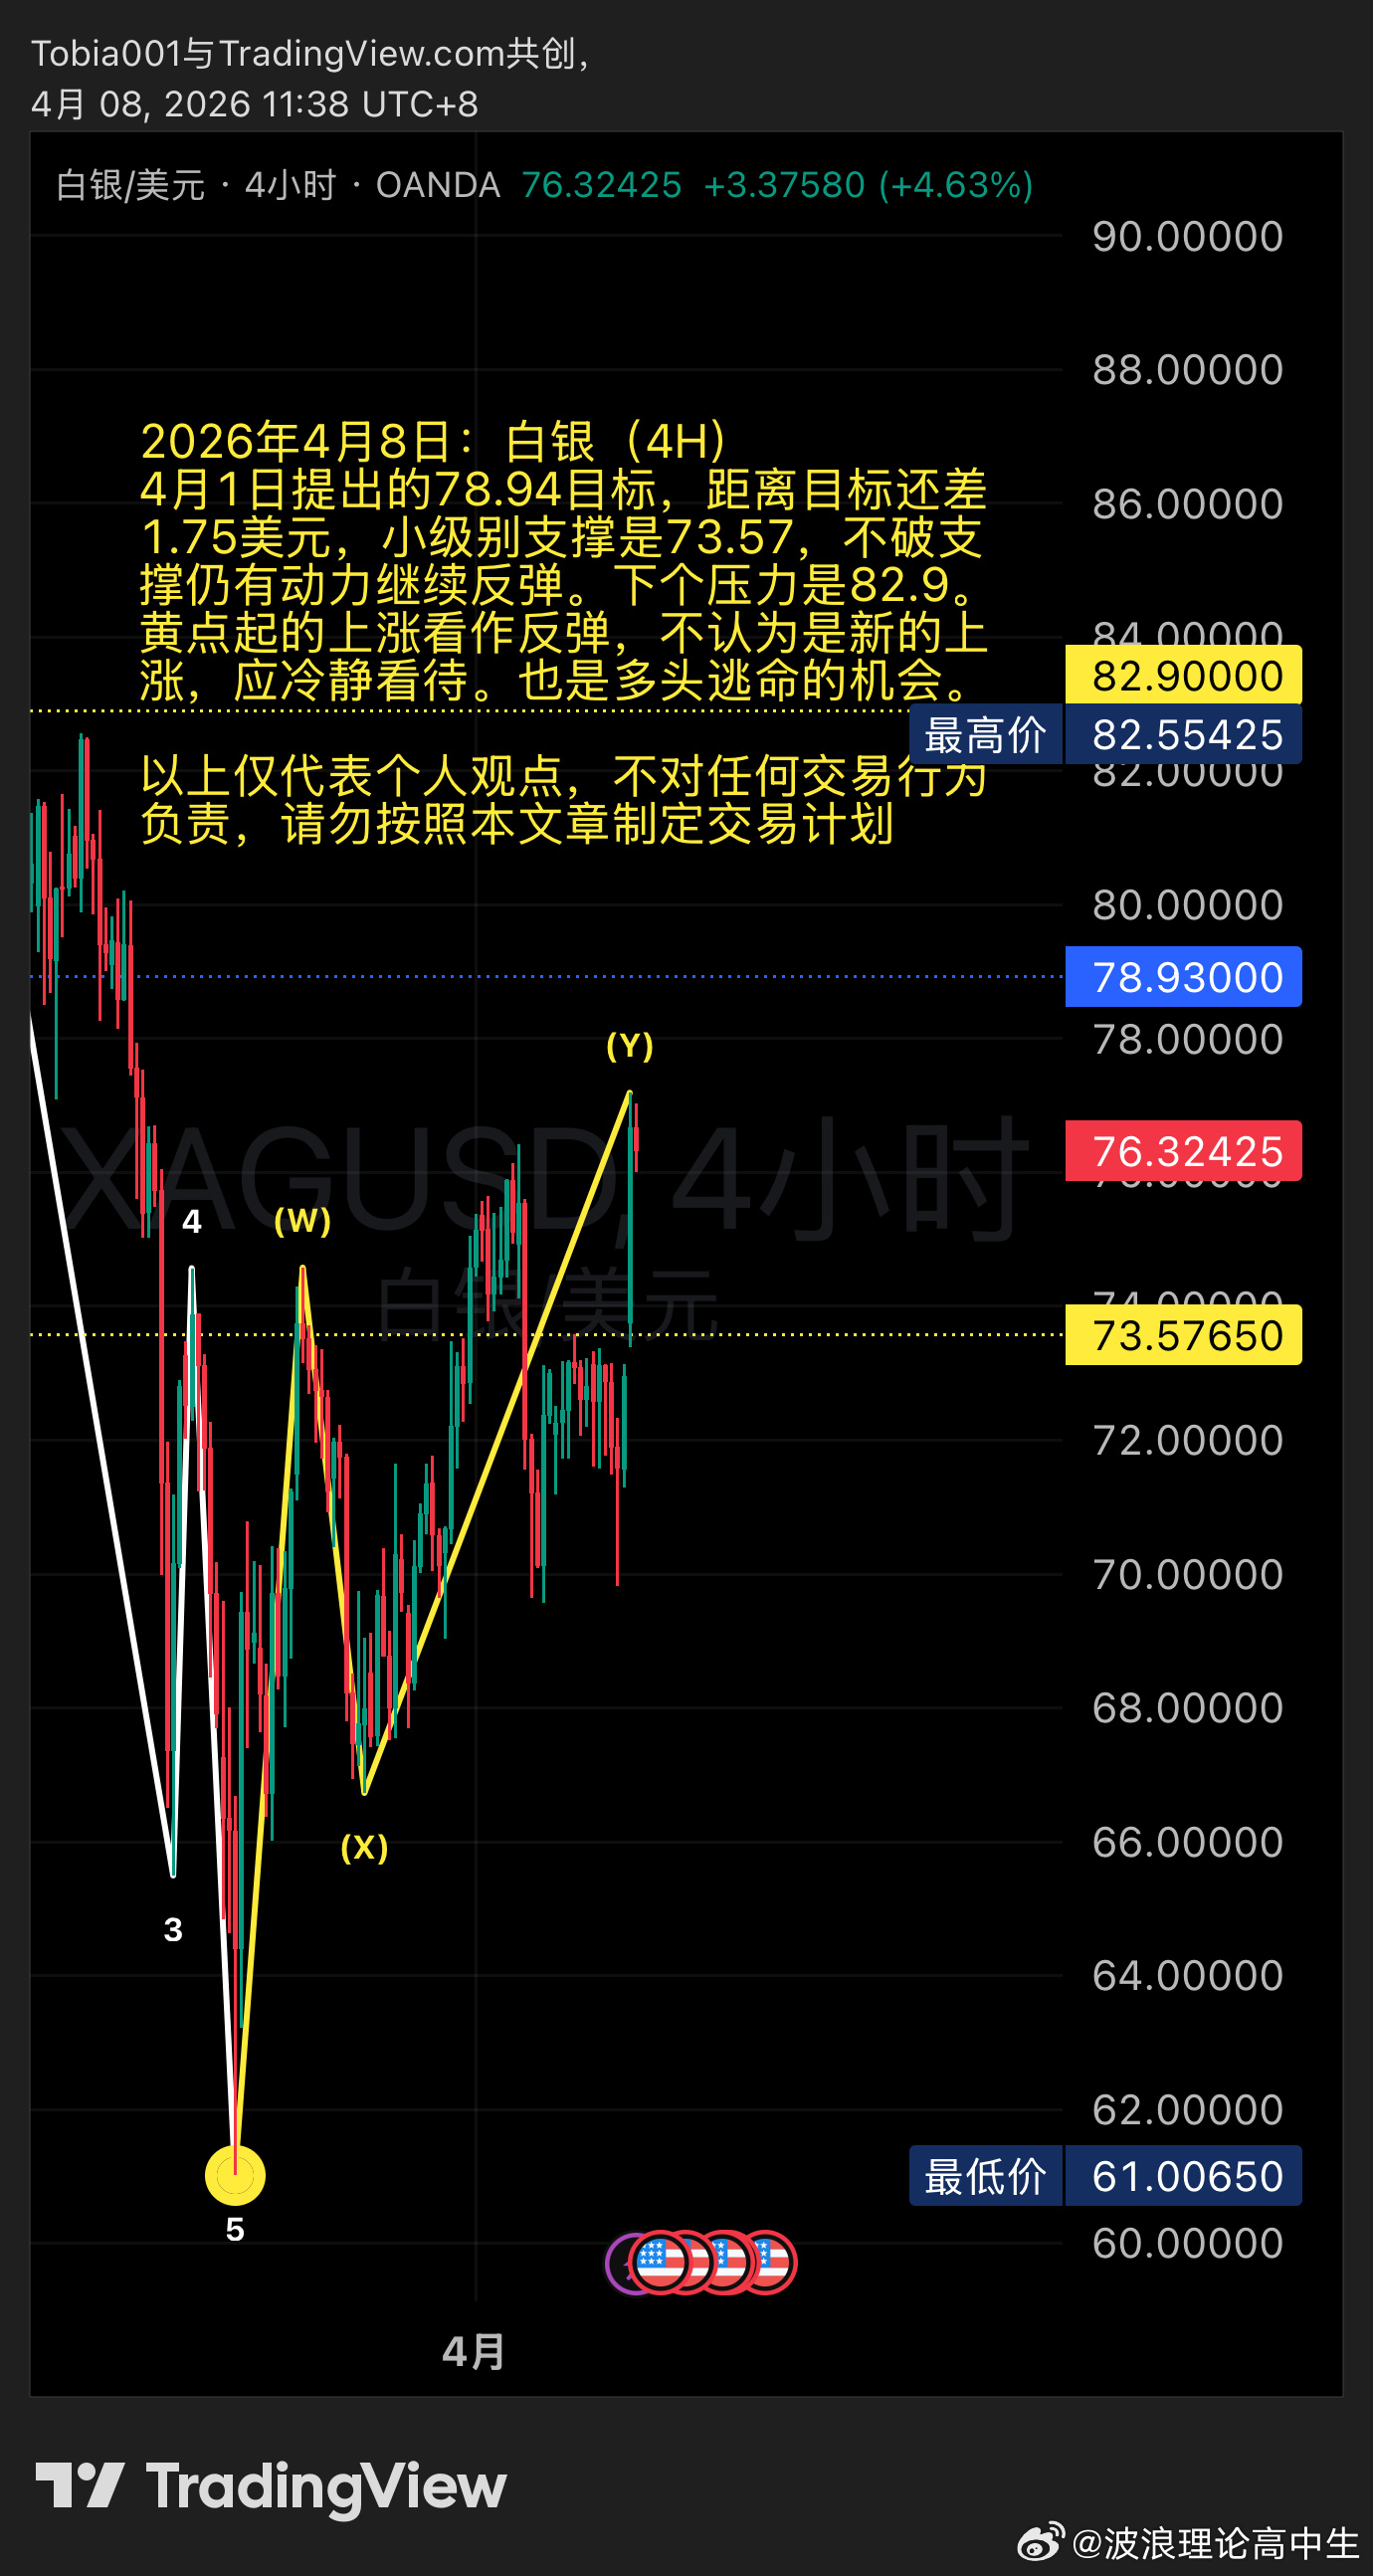 Tobia001与TradingView.com共创,
4月 08, 2026 11:38 UTC+8
白银/美元 · 4小时 · OANDA 76.32425 +3.37580 (+4.63%)
90.00000
88.00000
2026年4月8日：白银（4H）
4月1日提出的78.94目标，距离目标还差
1.75美元，小级别支撑是73.57，不破支
撑仍有动力继续反弹。下个压力是82.9。
黄点起的上涨看作反弹，不认为是新的上
涨，应冷静看待。也是多头逃命的机会。
86.00000
84.00000
82.90000
最高价 82.55425
82.00000
以上仅代表个人观点，不对任何交易行为
负责，请勿按照本文章制定交易计划
80.00000
78.93000
78.00000
(Y)
XAGUSD, 4小时
白银/美元
76.32425
4
(W)
74.00000
73.57650
72.00000
70.00000
68.00000
(X)
66.00000
3
64.00000
62.00000
最低价 61.00650
5
60.00000
4月
TradingView
@波浪理论高中生